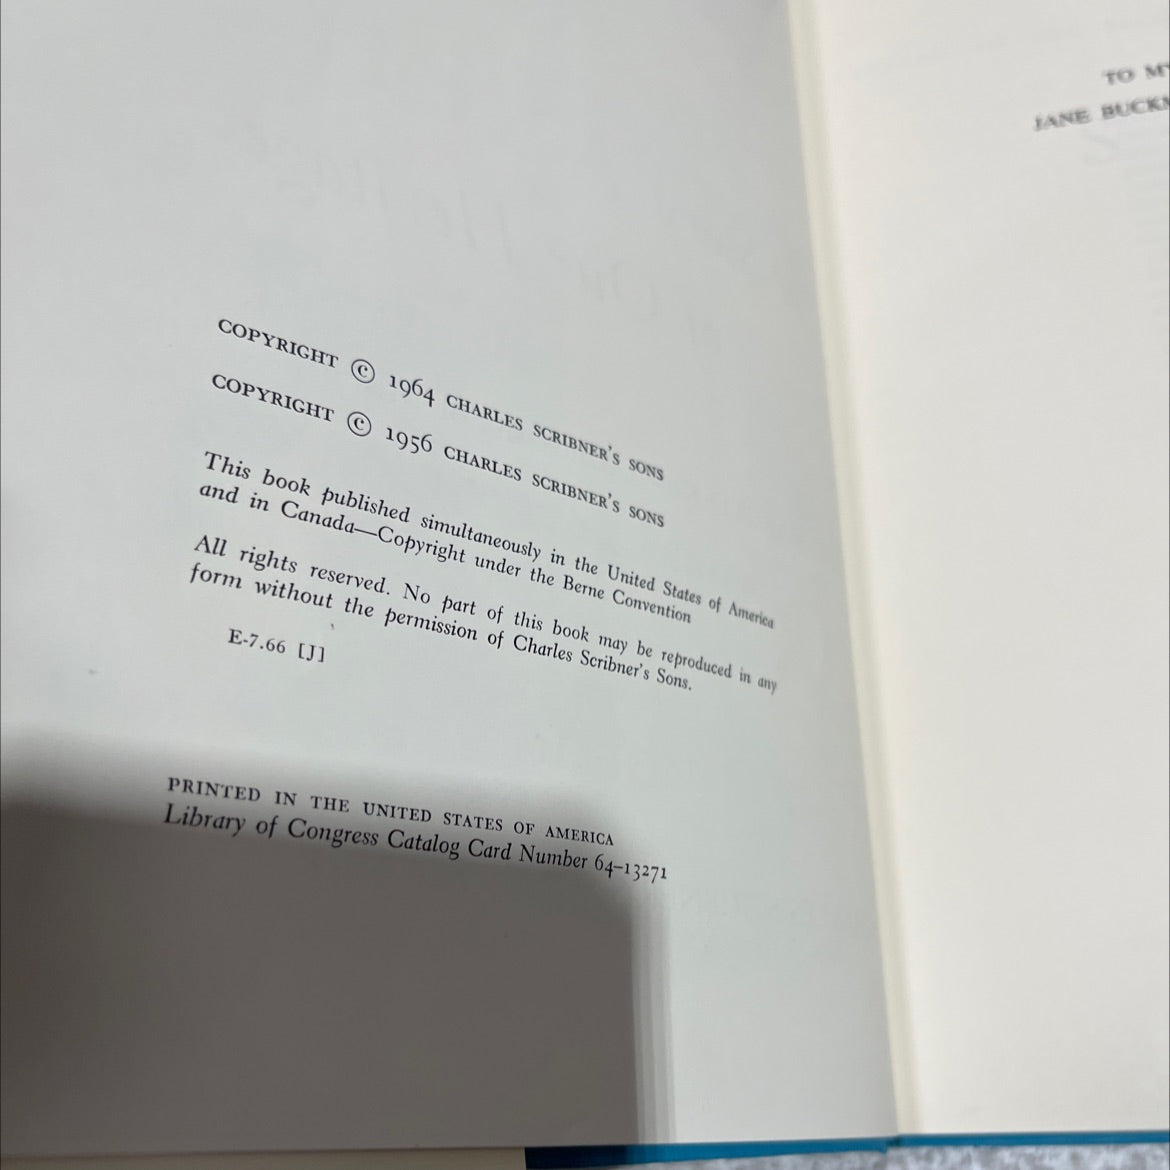 COPYRIGHT © 1964 CHARLES SCRIBNER'S SONS
COPYRIGHT © 1956 CHARLES SCRIBNER'S SONS
This book published simultaneously in the United States of America
and in Canada—Copyright under the Berne Convention
All rights reserved. No part of this book may be reproduced in any
form without the permission of Charles Scribner's Sons.
E-7.66 [J]
PRINTED IN THE UNITED STATES OF AMERICA
Library of Congress Catalog Card Number 64-13271
TO MY
JANE